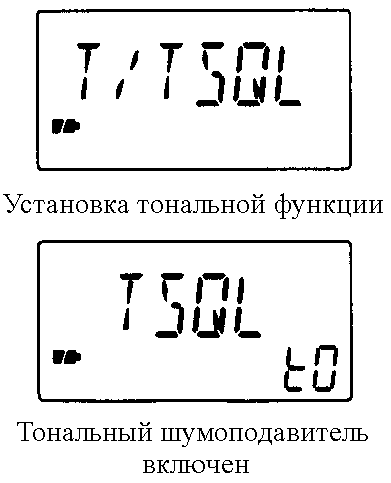 T/TSQL
Установка тональной функции
TSQL
t0
Тональный шумоподавитель
включен